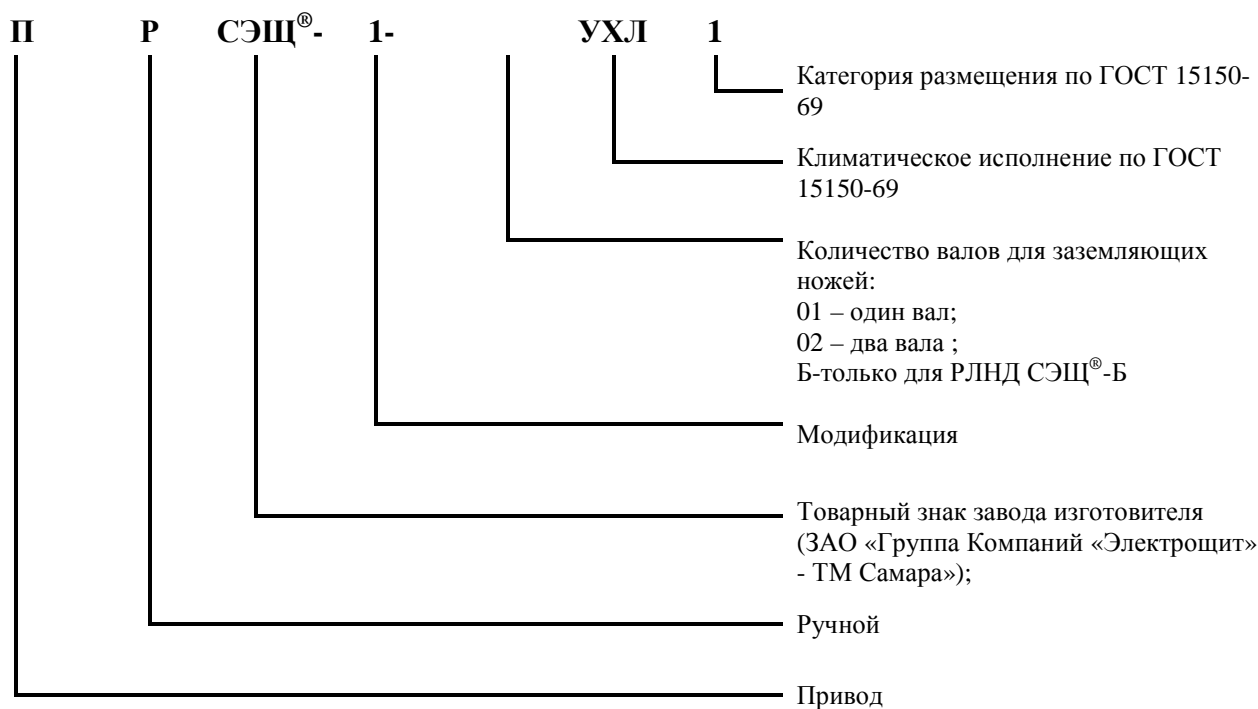 П Р СЭЩ®- 1- УХЛ 1
Категория размещения по ГОСТ 15150-
69
Климатическое исполнение по ГОСТ
15150-69
Количество валов для заземляющих
ножей:
01 – один вал;
02 – два вала ;
Б-только для РЛНД СЭЩ®-Б
Модификация
Товарный знак завода изготовителя
(ЗАО «Группа Компаний «Электрощит»
- ТМ Самара»);
Ручной
Привод